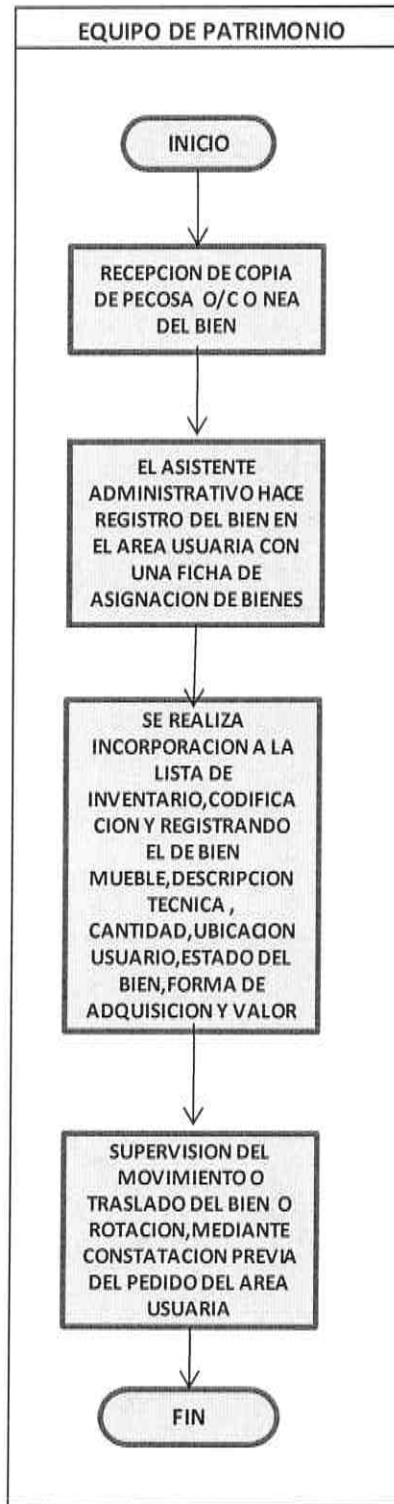 EQUIPO DE PATRIMONIO
INICIO
RECEPCION DE COPIA
DE PECOSA O/C O NEA
DEL BIEN
EL ASISTENTE
ADMINISTRATIVO HACE
REGISTRO DEL BIEN EN
EL AREA USUARIA CON
UNA FICHA DE
ASIGNACION DE BIENES
SE REALIZA
INCORPORACION A LA
LISTA DE
INVENTARIO,CODIFICA
CION Y REGISTRANDO
EL DE BIEN
MUEBLE,DESCRIPCION
TECNICA ,
CANTIDAD,UBICACION
USUARIO,ESTADO DEL
BIEN,FORMA DE
ADQUISICION Y VALOR
SUPERVISION DEL
MOVIMIENTO O
TRASLADO DEL BIEN O
ROTACION,MEDIANTE
CONSTATACION PREVIA
DEL PEDIDO DEL AREA
USUARIA
FIN